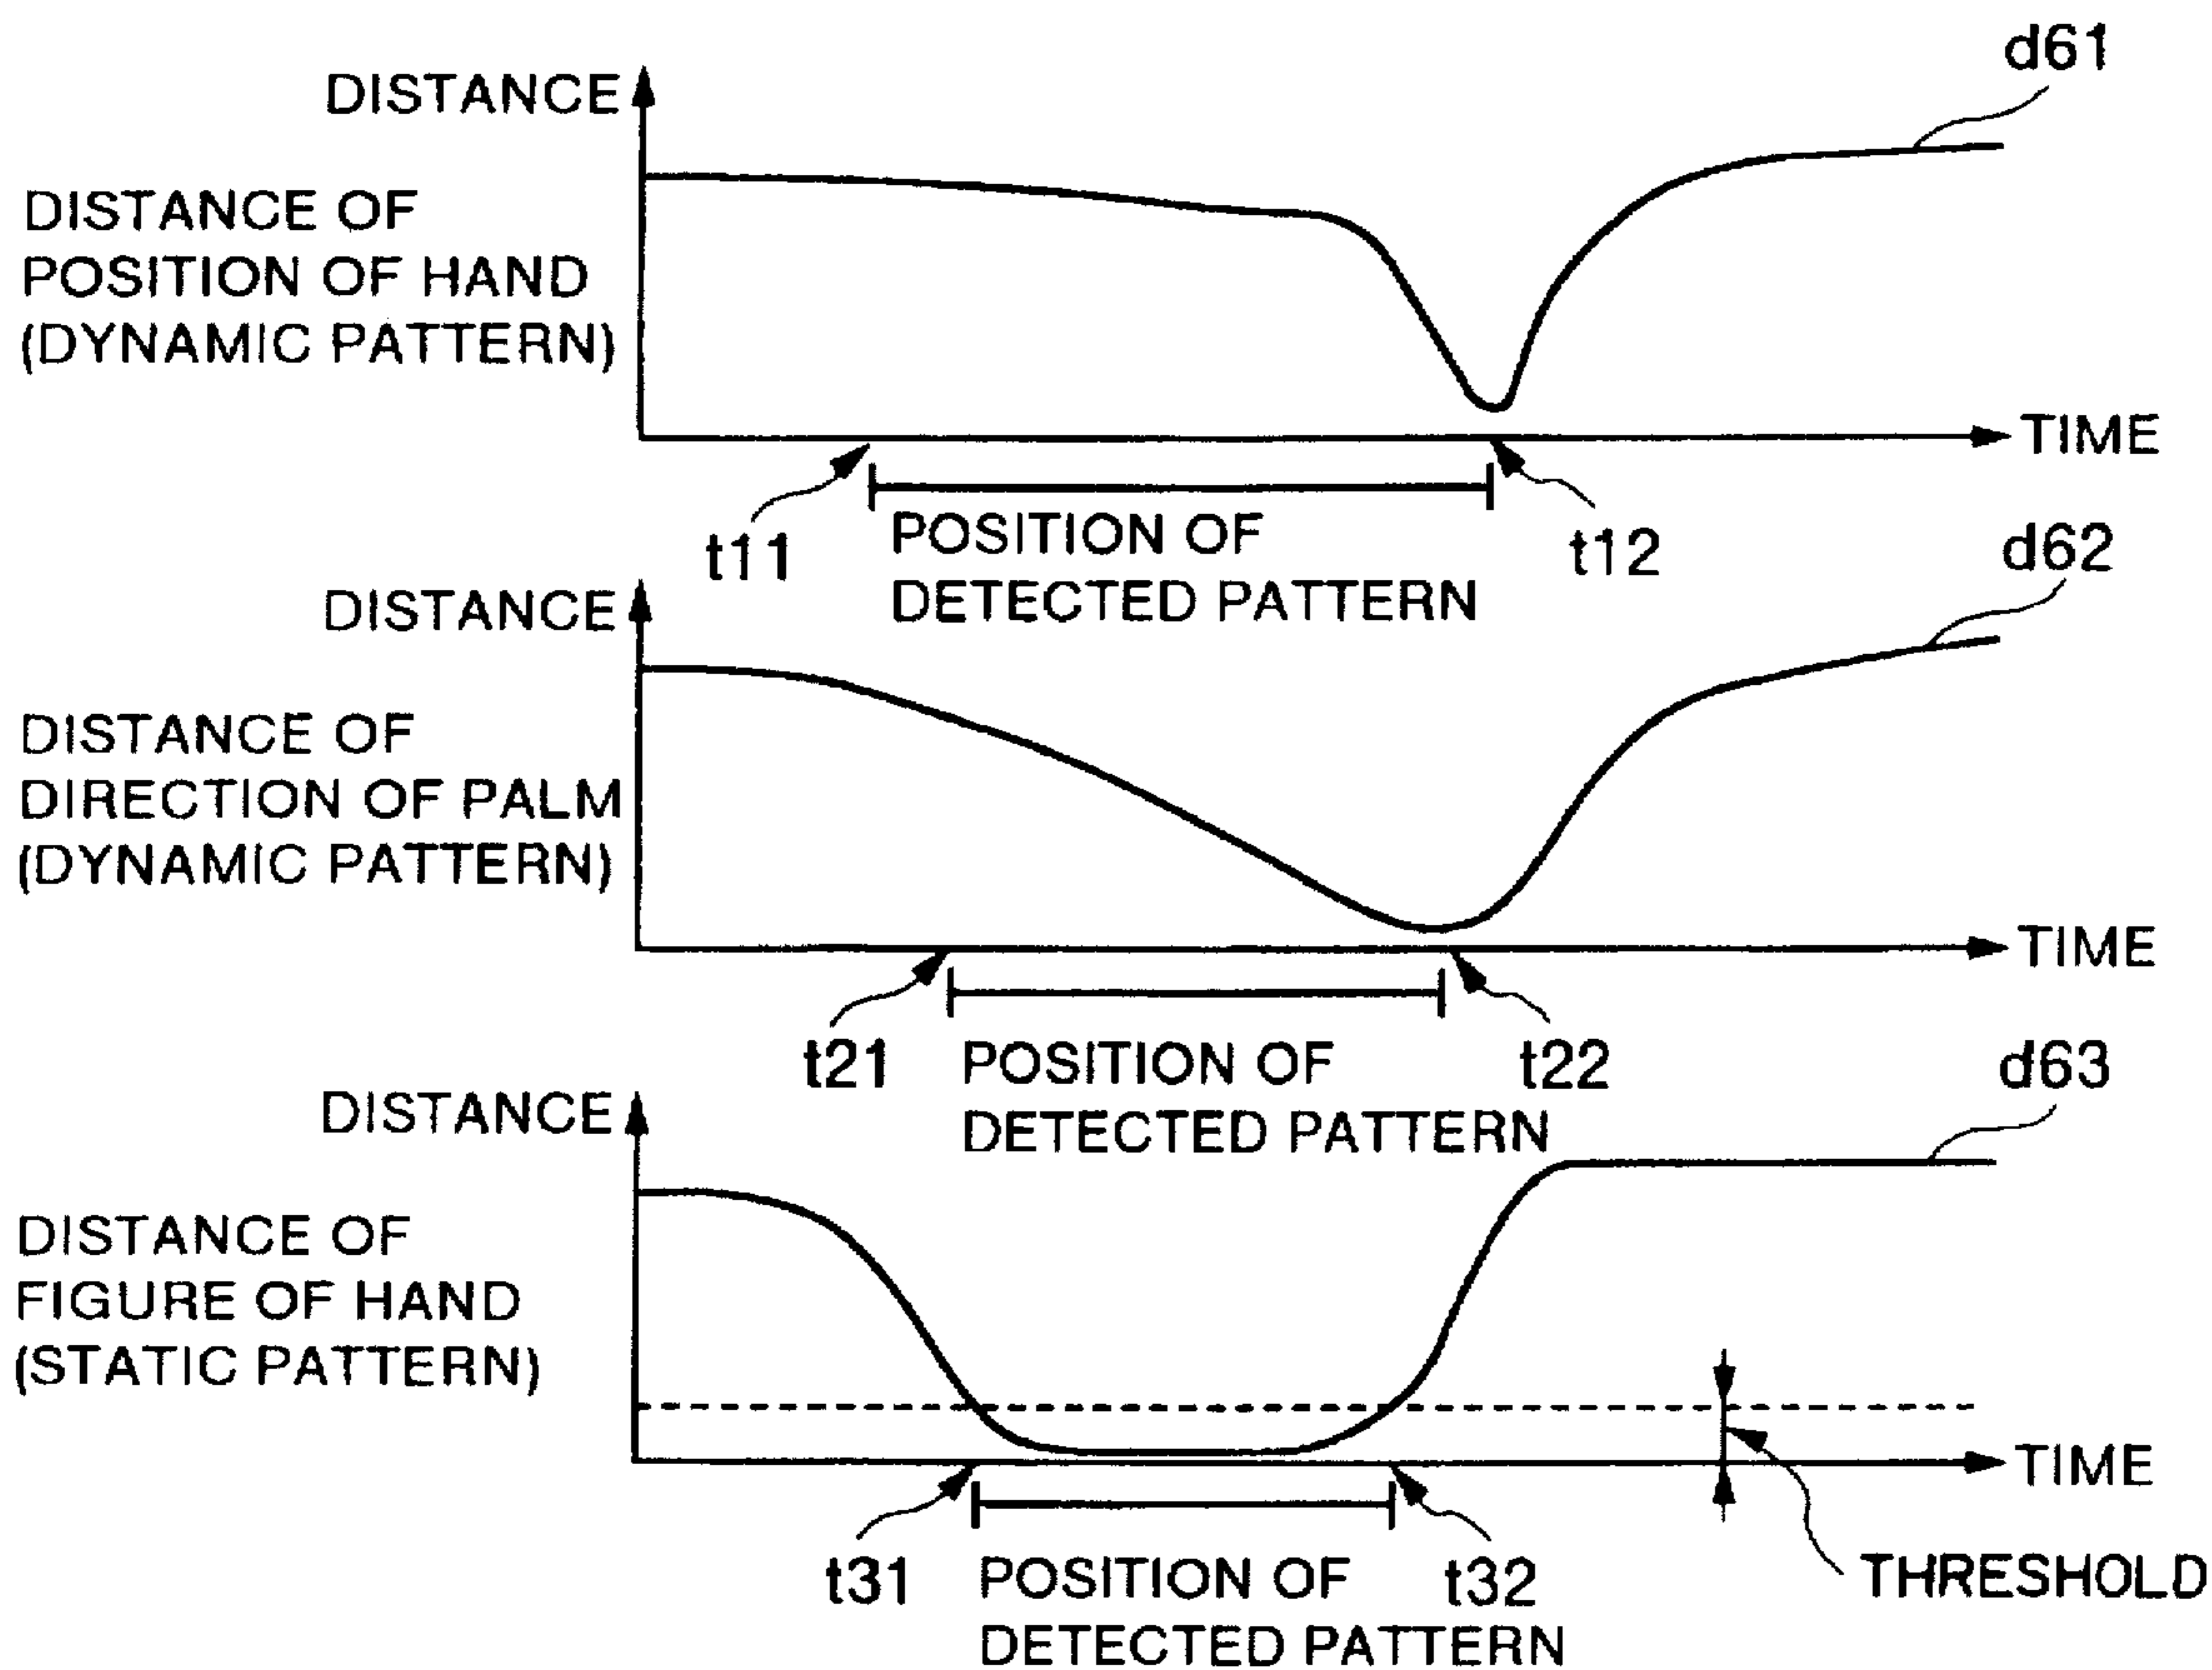 d61
DISTANCE
DISTANCE OF
POSITION OF HAND
(DYNAMIC PATTERN)
TIME
t11
POSITION OF
DETECTED PATTERN
t12
d62
DISTANCE
DISTANCE OF
DIRECTION OF PALM
(DYNAMIC PATTERN)
TIME
t21
POSITION OF
DETECTED PATTERN
t22
d63
DISTANCE
DISTANCE OF
FIGURE OF HAND
(STATIC PATTERN)
TIME
t31
POSITION OF
DETECTED PATTERN
t32
THRESHOLD